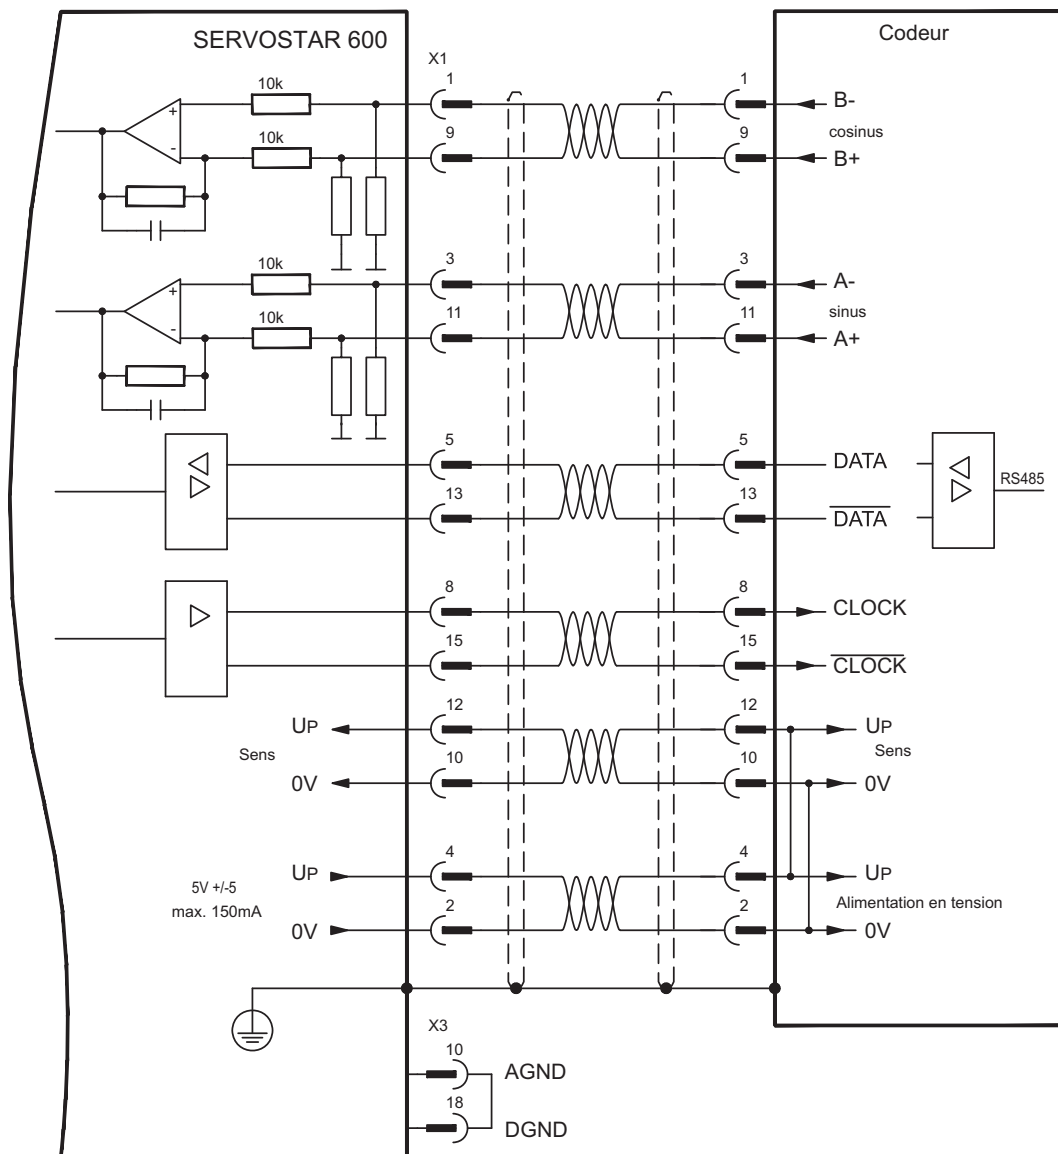 SERVOSTAR 600
Codeur
X1
10k
1
1
B-
+
cosinus
10k
9
9
B+
-
10k
3
3
A-
+
sinus
10k
11
11
A+
-
5
5
DATA
RS485
13
13
DATA
8
8
CLOCK
15
15
CLOCK
UP
12
12
UP
Sens
Sens
0V
10
10
0V
UP
4
4
UP
5V +/-5
max. 150mA
Alimentation en tension
0V
2
2
0V
X3
10
AGND
18
DGND